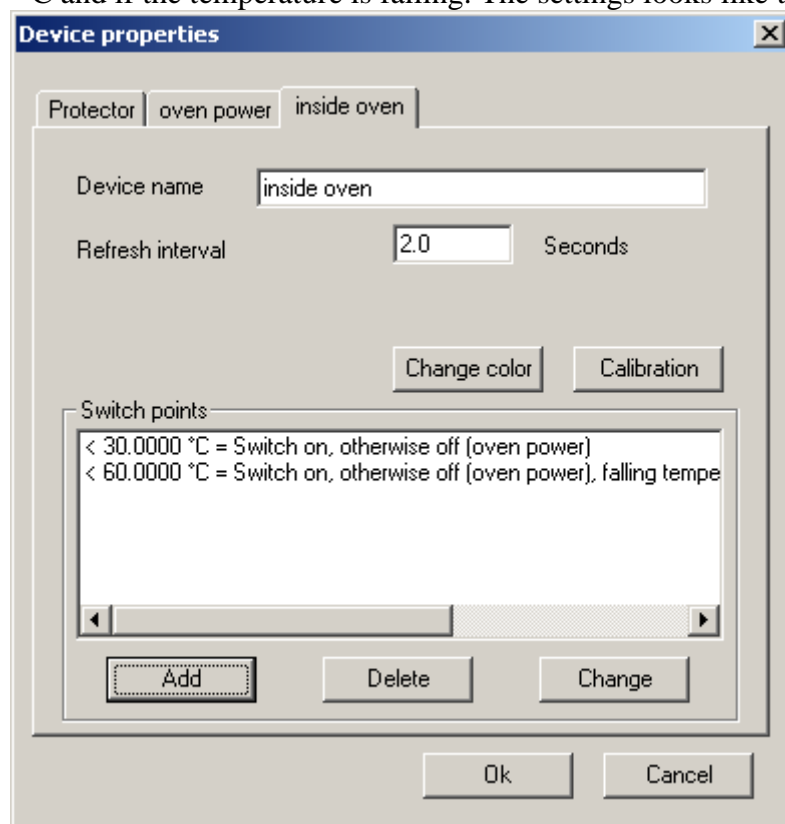 C and if the temperature is falling. The settings looks like t
Device properties
Protector oven power inside oven
Device name inside oven
Refresh interval 2.0 Seconds
Change color Calibration
Switch points
< 30.0000 °C = Switch on, otherwise off (oven power)
< 60.0000 °C = Switch on, otherwise off (oven power), falling tempe
Add Delete Change
Ok Cancel